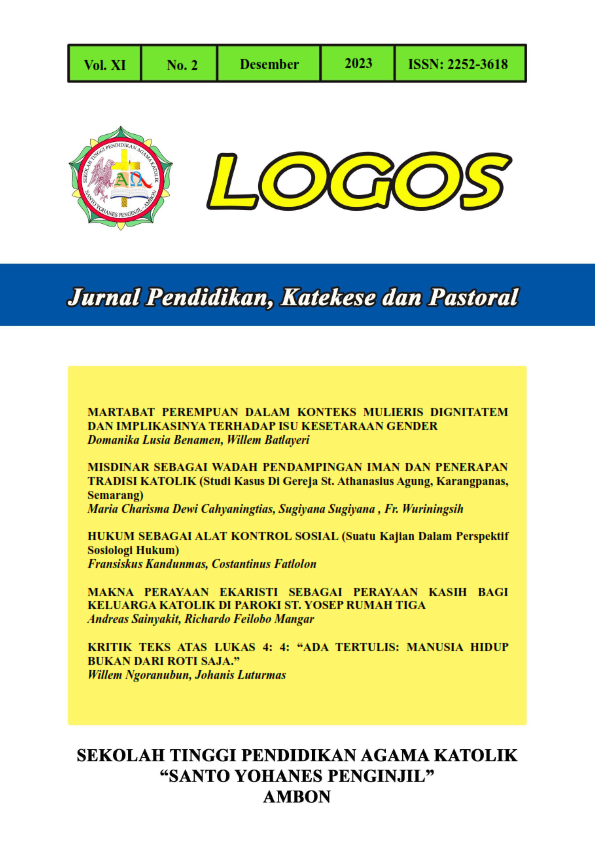 Vol. XI No. 2 Desember 2023 ISSN: 2252-3618
SEKOLAH TINGGI PENDIDIKAN AGAMA KATOLIK
SANTO YOHANES PENGINJIL - AMBON
LOGOS
Jurnal Pendidikan, Katekese dan Pastoral
MARTABAT PEREMPUAN DALAM KONTEKS MULIERIS DIGNITATEM
DAN IMPLIKASINYA TERHADAP ISU KESETARAAN GENDER
Domanika Lusia Benamen, Willem Batlayeri
MISDINAR SEBAGAI WADAH PENDAMPINGAN IMAN DAN PENERAPAN
TRADISI KATOLIK (Studi Kasus Di Gereja St. Athanasius Agung, Karangpanas,
Semarang)
Maria Charisma Dewi Cahyaningtias, Sugiyana Sugiyana , Fr. Wuriningsih
HUKUM SEBAGAI ALAT KONTROL SOSIAL (Suatu Kajian Dalam Perspektif
Sosiologi Hukum)
Fransiskus Kandunmas, Costantinus Fatlolon
MAKNA PERAYAAN EKARISTI SEBAGAI PERAYAAN KASIH BAGI
KELUARGA KATOLIK DI PAROKI ST. YOSEP RUMAH TIGA
Andreas Sainyakit, Richardo Feilobo Mangar
KRITIK TEKS ATAS LUKAS 4: 4: “ADA TERTULIS: MANUSIA HIDUP
BUKAN DARI ROTI SAJA.”
Willem Ngoranubun, Johanis Luturmas
SEKOLAH TINGGI PENDIDIKAN AGAMA KATOLIK
“SANTO YOHANES PENGINJIL”
AMBON